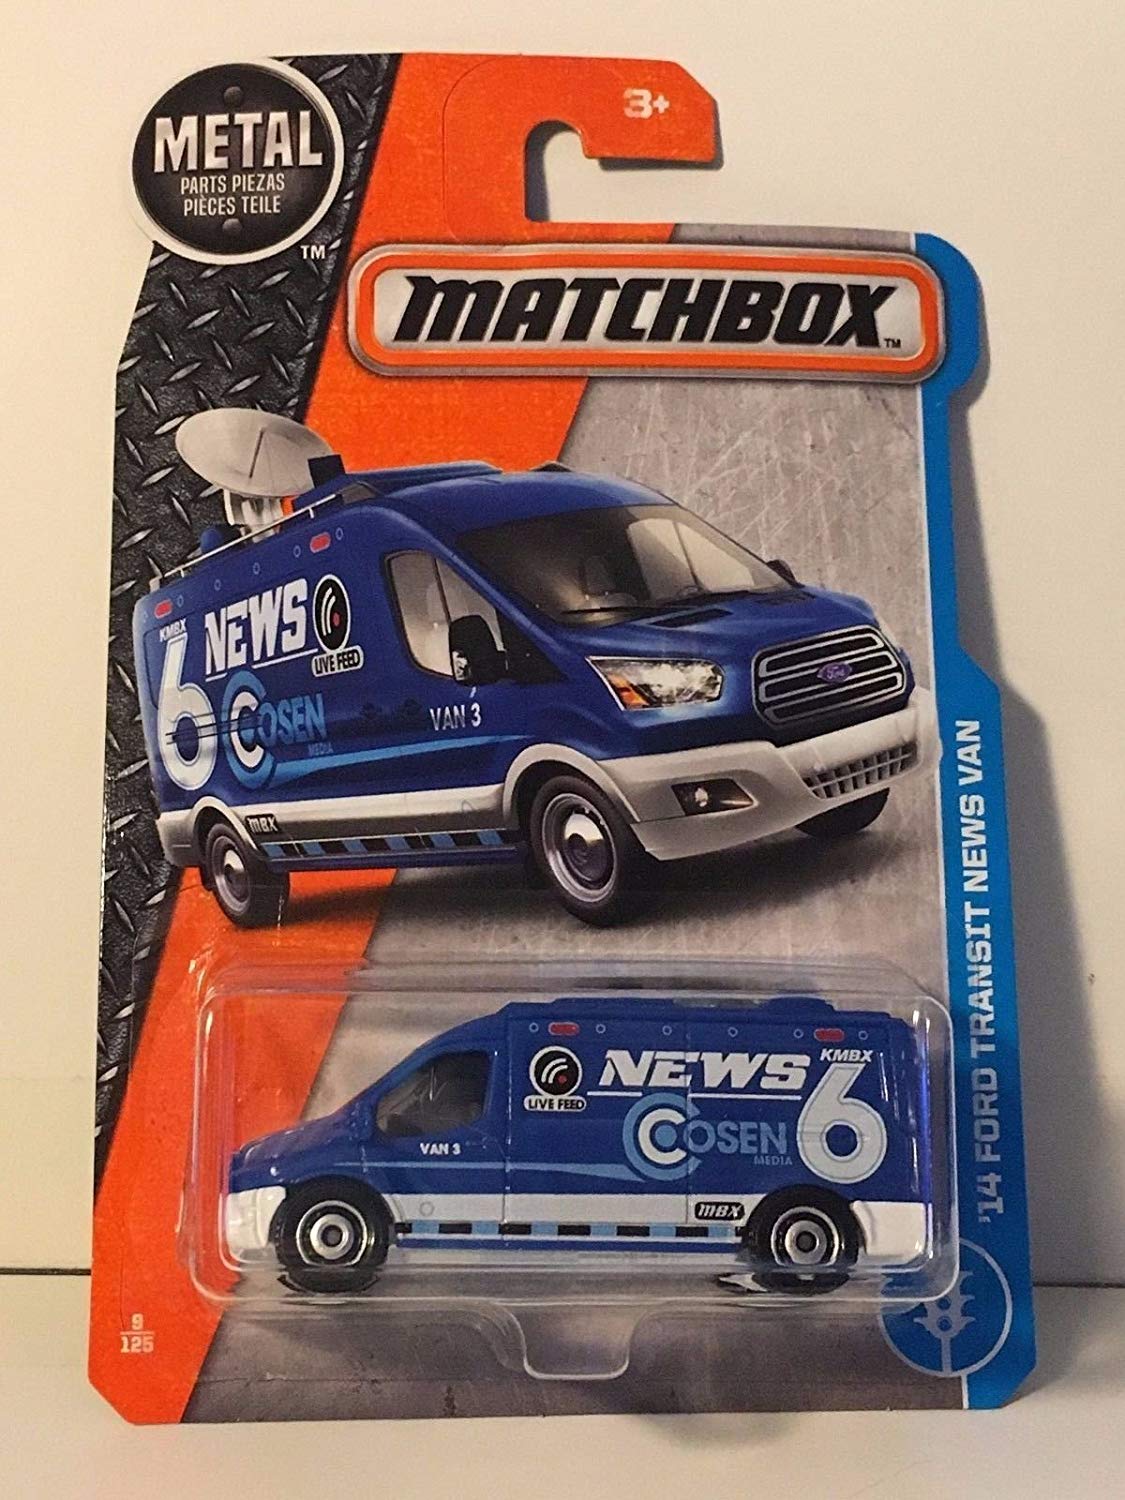 METAL
PARTS PIEZAS
PIÈCES TEILE
TM
3+
MATCHBOX
TM
KMBX
6
NEWS
LIVE FEED
COSEN
MEDIA
VAN 3
Ford
MBX
'14 FORD TRANSIT NEWS VAN
LIVE FEED
NEWS
KMBX
6
COSEN
MEDIA
VAN 3
MBX
9
125